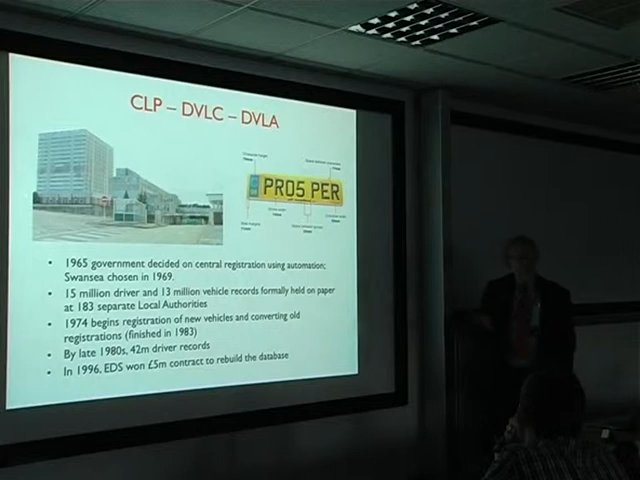 CLP – DVLC – DVLA
PR05 PER
• 1965 government decided on central registration using automation;
Swansea chosen in 1969.
• 15 million driver and 13 million vehicle records formally held on paper
at 183 separate Local Authorities
• 1974 begins registration of new vehicles and converting old
registrations (finished in 1983)
• By late 1980s, 42m driver records
• In 1996, EDS won £5m contract to rebuild the database